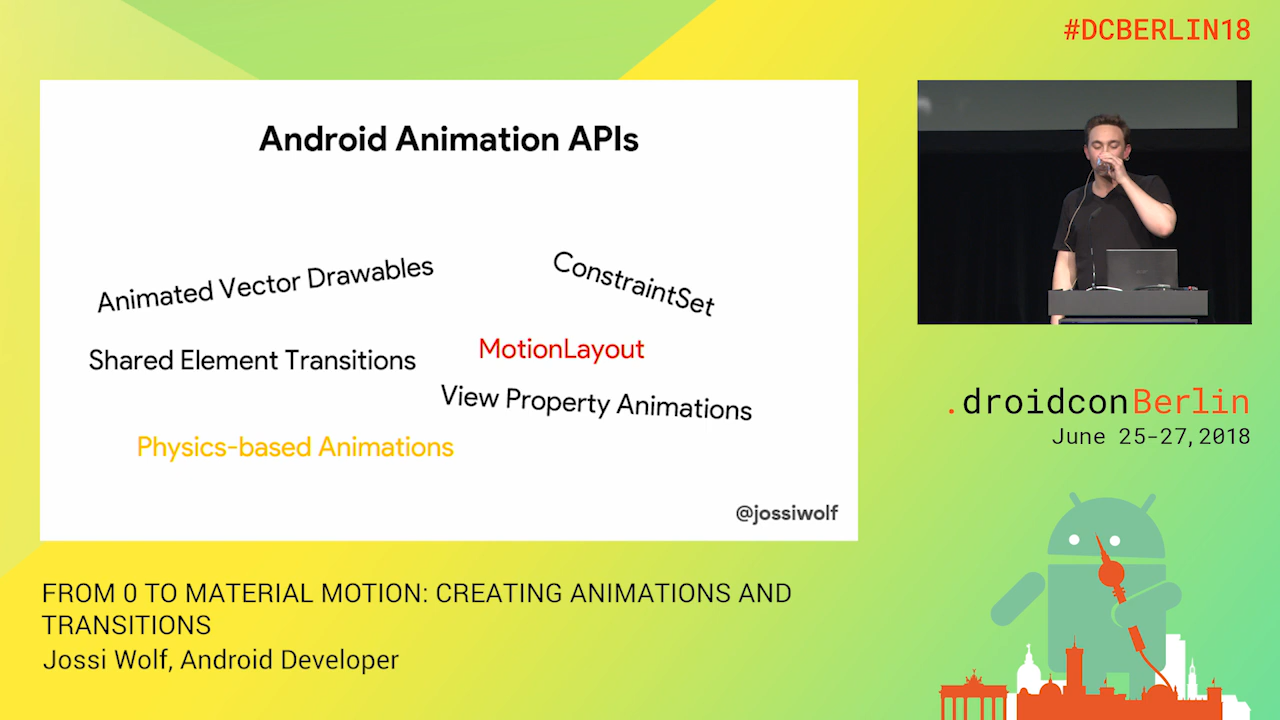 #DCBERLIN18
Android Animation APIs
Animated Vector Drawables
ConstraintSet
Shared Element Transitions
MotionLayout
View Property Animations
Physics-based Animations
@jossiwolf
.droidconBerlin
June 25-27, 2018
FROM 0 TO MATERIAL MOTION: CREATING ANIMATIONS AND
TRANSITIONS
Jossi Wolf, Android Developer